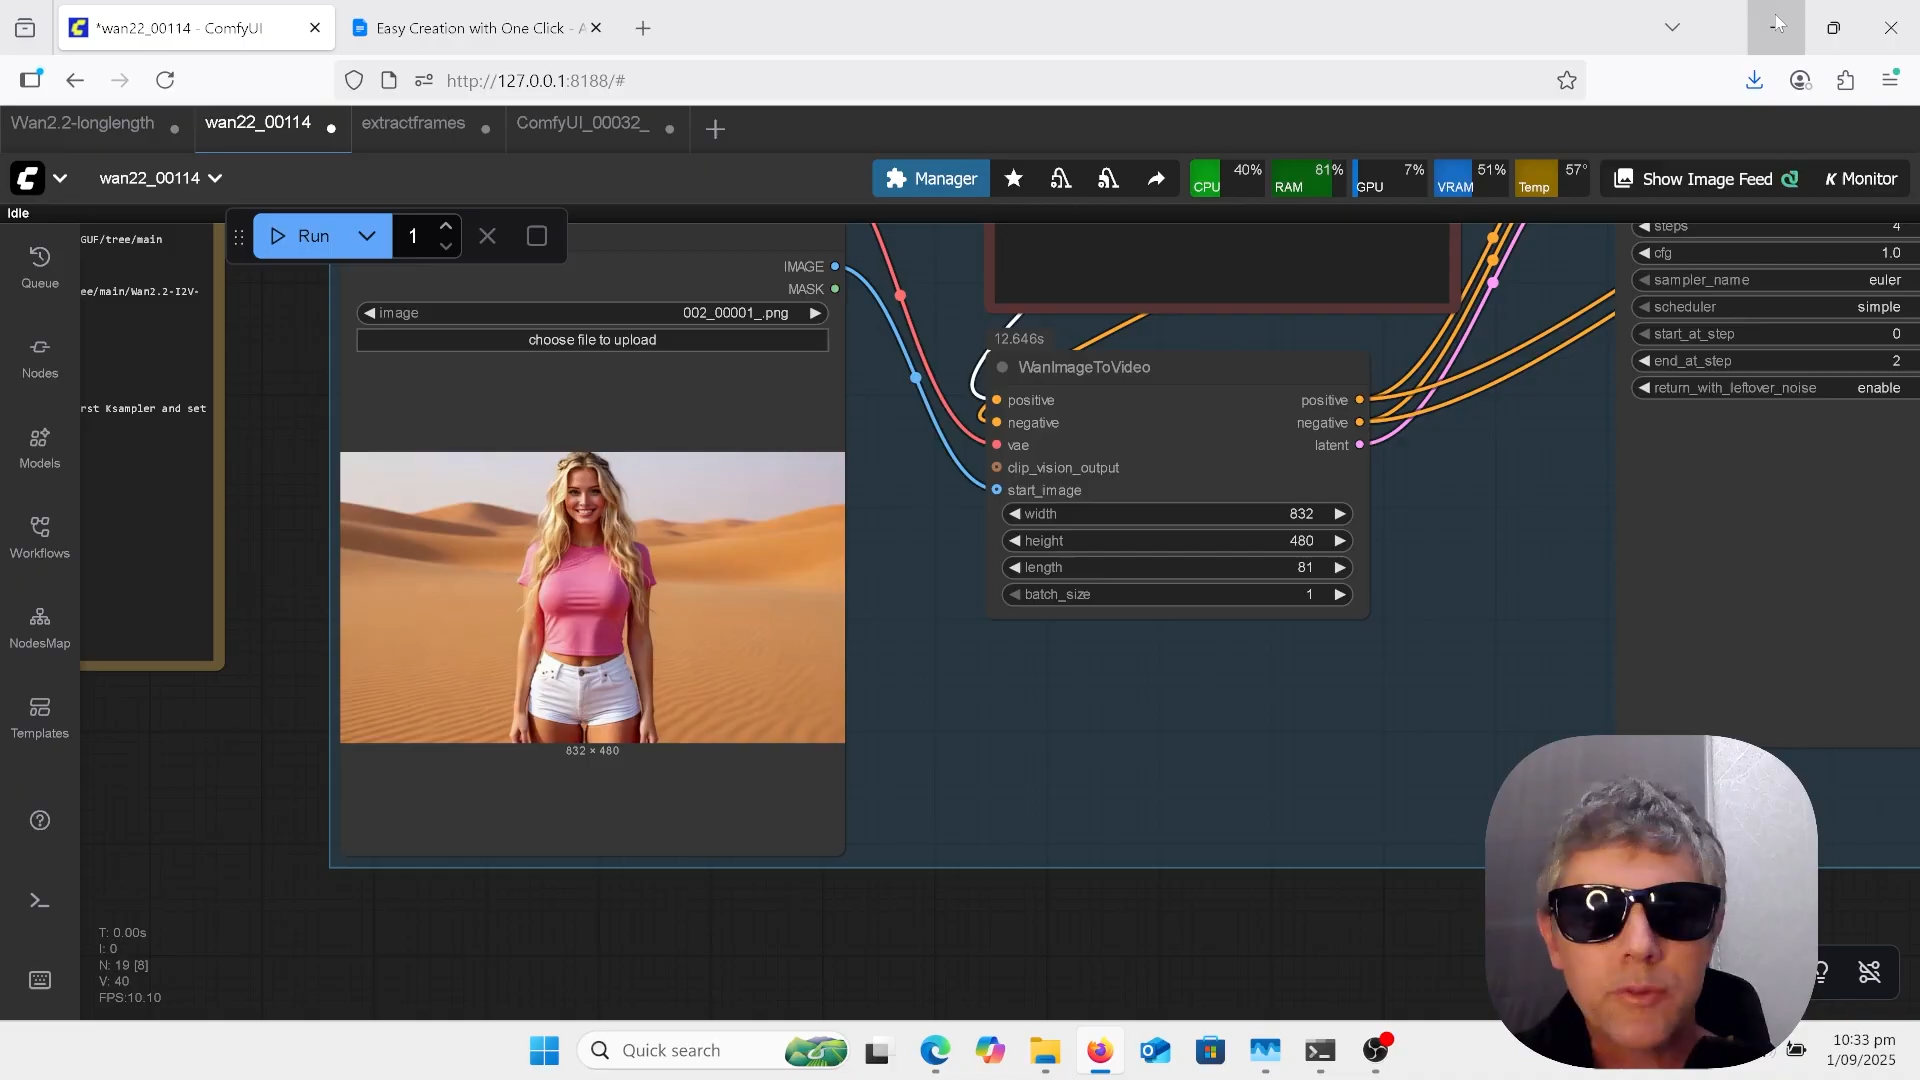 *wan22_00114 - ComfyUI
Easy Creation with One Click - A
http://127.0.0.1:8188/#
Wan2.2-longlength
wan22_00114
extractframes
ComfyUI_00032_
wan22_00114
Manager
CPU 40%
RAM 81%
GPU 7%
VRAM 51%
Temp 57°
Show Image Feed
K Monitor
Idle
Run
1
Queue
Nodes
Models
Workflows
NodesMap
Templates
GUF/tree/main
ee/main/Wan2.2-I2V-
rst Ksampler and set
IMAGE
MASK
image 002_00001_.png
choose file to upload
832 × 480
12.646s
WanImageToVideo
positive positive
negative negative
vae latent
clip_vision_output
start_image
width 832
height 480
length 81
batch_size 1
steps 4
cfg 1.0
sampler_name euler
scheduler simple
start_at_step 0
end_at_step 2
return_with_leftover_noise enable
T: 0.00s
I: 0
N: 19 [8]
V: 40
FPS:10.10
Quick search
10:33 pm
1/09/2025